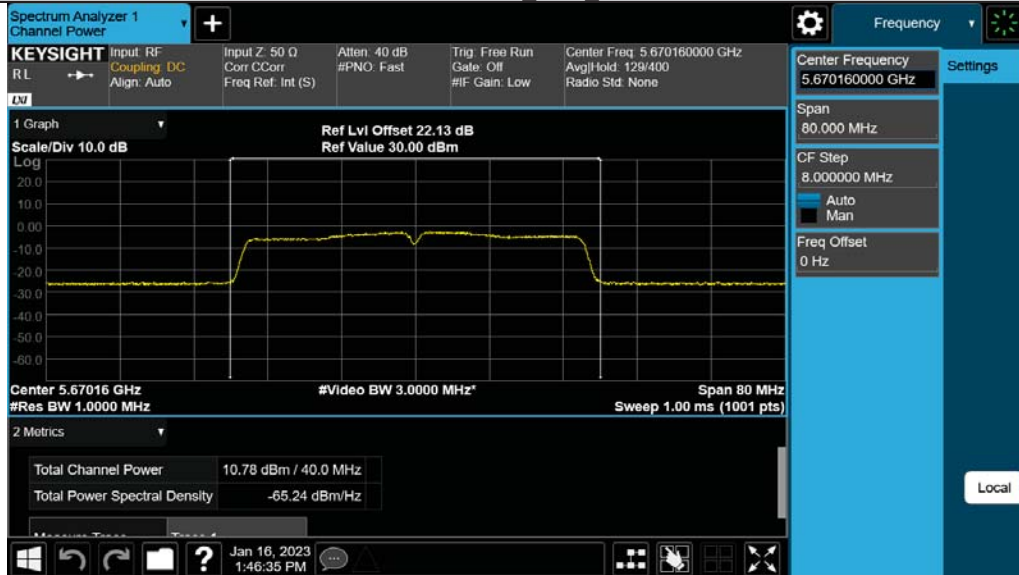 Spectrum Analyzer 1
Channel Power
+
Frequency
KEYSIGHT
RL
LXI
Input: RF
Coupling: DC
Align: Auto
Input Z: 50 Ω
Corr CCorr
Freq Ref: Int (S)
Atten: 40 dB
#PNO: Fast
Trig: Free Run
Gate: Off
#IF Gain: Low
Center Freq: 5.670160000 GHz
Avg|Hold: 129/400
Radio Std: None
Center Frequency
5.670160000 GHz
Settings
Span
80.000 MHz
CF Step
8.000000 MHz
Auto
Man
Freq Offset
0 Hz
Local
1 Graph
Scale/Div 10.0 dB
Ref Lvl Offset 22.13 dB
Ref Value 30.00 dBm
Log
20.0
10.0
0.00
-10.0
-20.0
-30.0
-40.0
-50.0
-60.0
Center 5.67016 GHz
#Res BW 1.0000 MHz
#Video BW 3.0000 MHz*
Span 80 MHz
Sweep 1.00 ms (1001 pts)
2 Metrics
Total Channel Power 10.78 dBm / 40.0 MHz
Total Power Spectral Density -65.24 dBm/Hz
?
Jan 16, 2023
1:46:35 PM